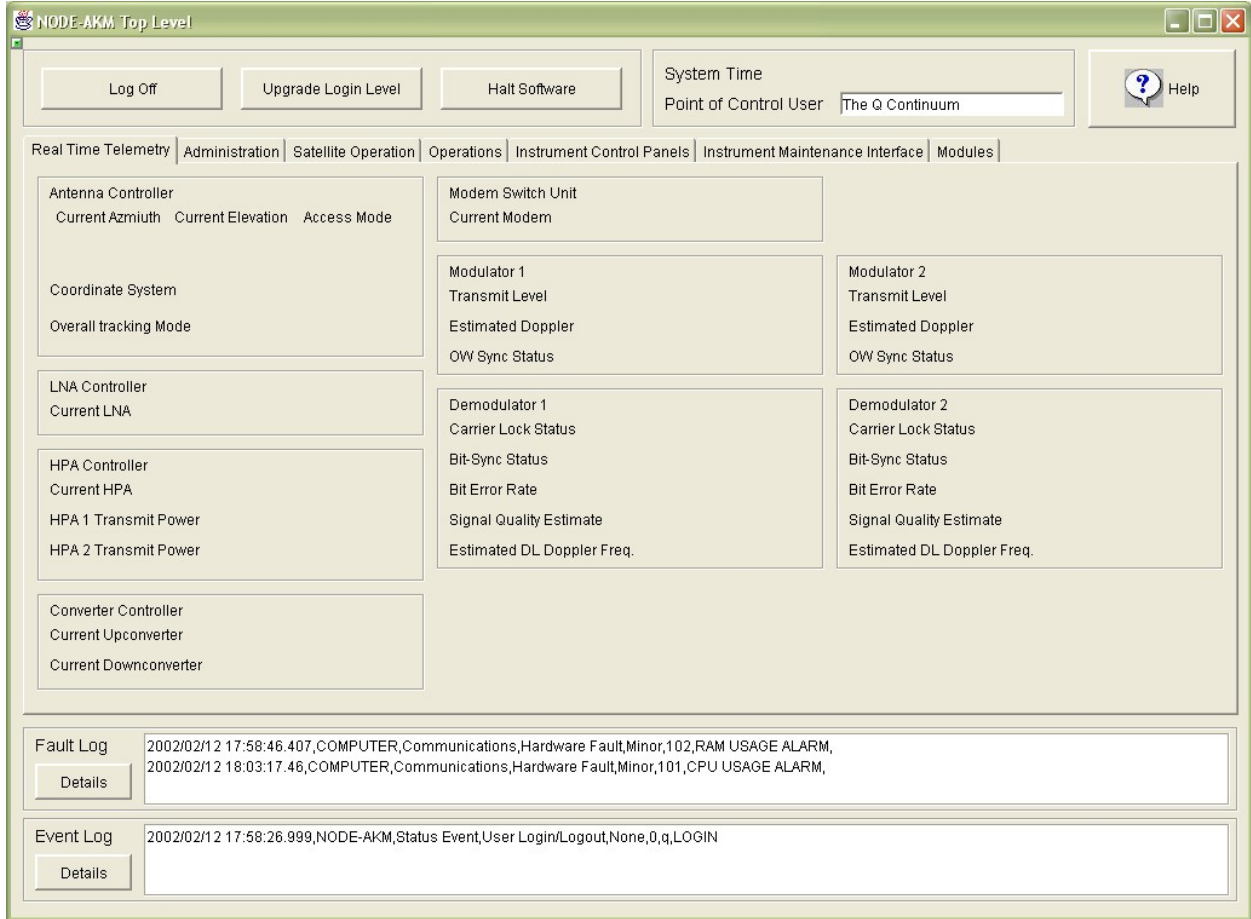 NODE-AKM Top Level
Log Off
Upgrade Login Level
Halt Software
System Time
Point of Control User The Q Continuum
? Help
Real Time Telemetry Administration Satellite Operation Operations Instrument Control Panels Instrument Maintenance Interface Modules
Antenna Controller
Current Azmiuth Current Elevation Access Mode
Coordinate System
Overall tracking Mode
LNA Controller
Current LNA
HPA Controller
Current HPA
HPA 1 Transmit Power
HPA 2 Transmit Power
Converter Controller
Current Upconverter
Current Downconverter
Modem Switch Unit
Current Modem
Modulator 1
Transmit Level
Estimated Doppler
OW Sync Status
Demodulator 1
Carrier Lock Status
Bit-Sync Status
Bit Error Rate
Signal Quality Estimate
Estimated DL Doppler Freq.
Modulator 2
Transmit Level
Estimated Doppler
OW Sync Status
Demodulator 2
Carrier Lock Status
Bit-Sync Status
Bit Error Rate
Signal Quality Estimate
Estimated DL Doppler Freq.
Fault Log
Details
2002/02/12 17:58:46.407,COMPUTER,Communications,Hardware Fault,Minor,102,RAM USAGE ALARM,
2002/02/12 18:03:17.46,COMPUTER,Communications,Hardware Fault,Minor,101,CPU USAGE ALARM,
Event Log
Details
2002/02/12 17:58:26.999,NODE-AKM,Status Event,User Login/Logout,None,0,q,LOGIN